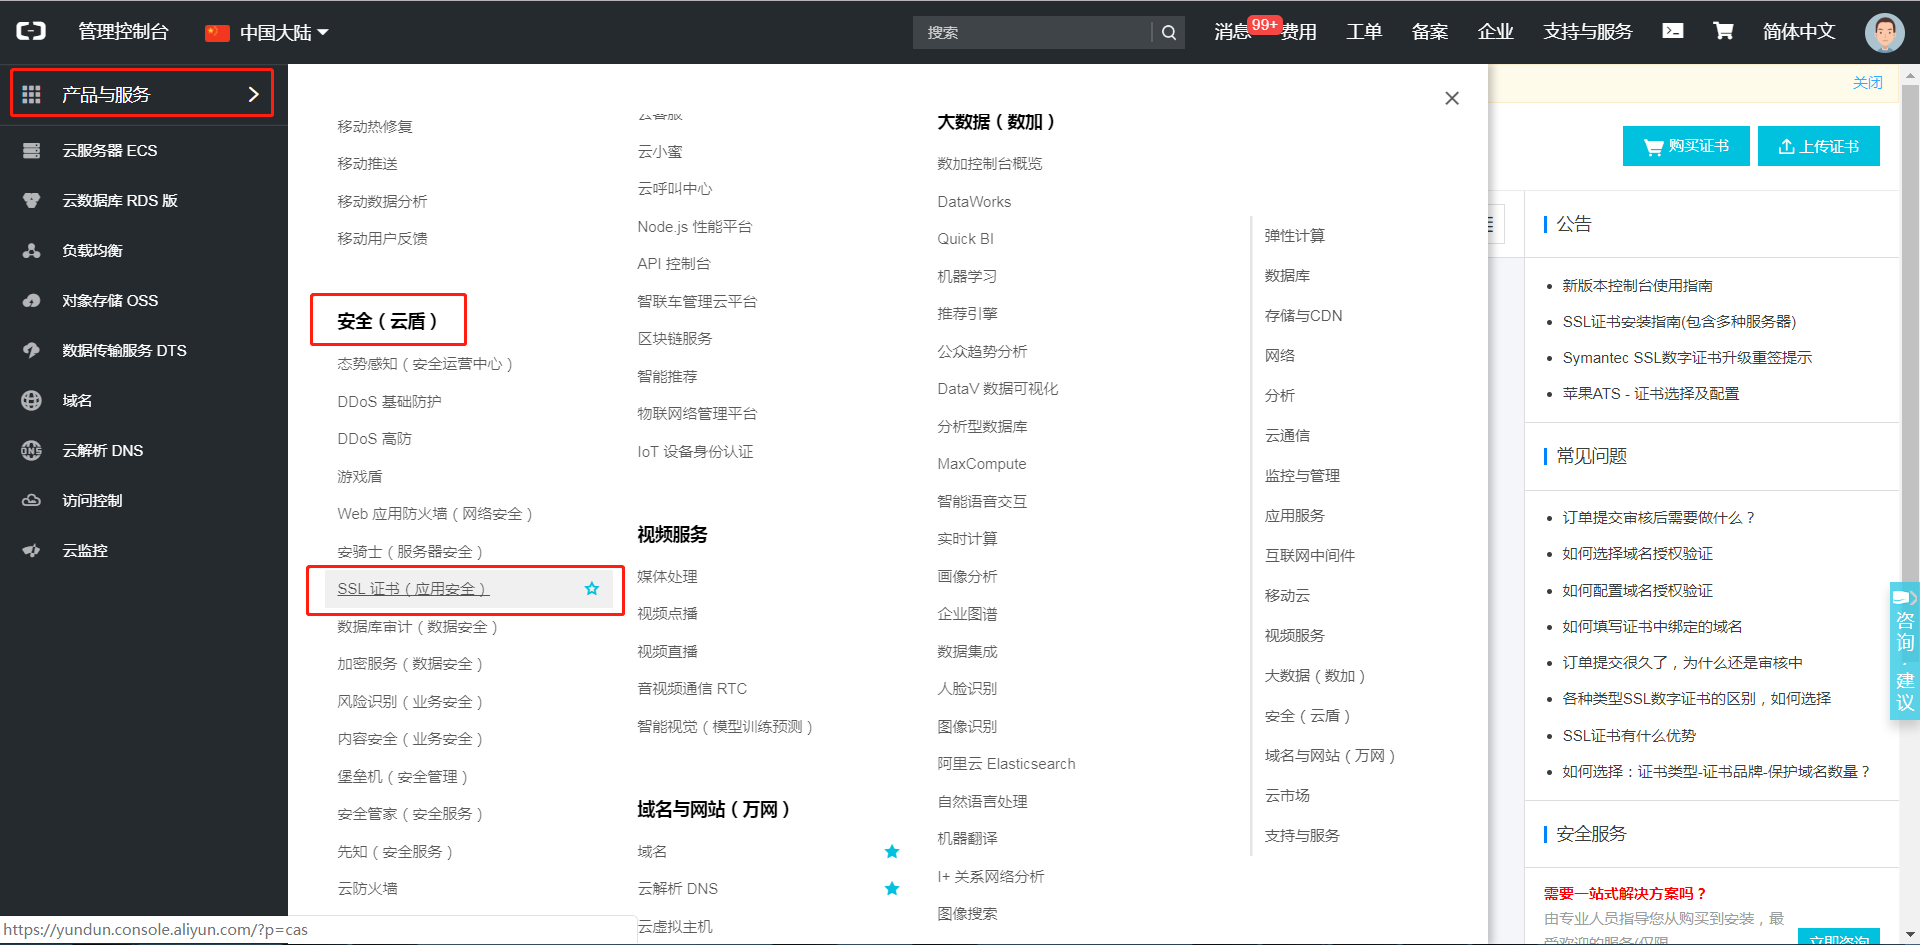 管理控制台
中国大陆
搜索
消息
99+
费用
工单
备案
企业
支持与服务
简体中文
产品与服务
云服务器 ECS
云数据库 RDS 版
负载均衡
对象存储 OSS
数据传输服务 DTS
域名
云解析 DNS
访问控制
云监控
移动热修复
移动推送
移动数据分析
移动用户反馈
安全（云盾）
态势感知（安全运营中心）
DDoS 基础防护
DDoS 高防
游戏盾
Web 应用防火墙（网络安全）
安骑士（服务器安全）
SSL 证书（应用安全）
数据库审计（数据安全）
加密服务（数据安全）
风险识别（业务安全）
内容安全（业务安全）
堡垒机（安全管理）
安全管家（安全服务）
先知（安全服务）
云防火墙
云客服
云小蜜
云呼叫中心
Node.js 性能平台
API 控制台
智联车管理云平台
区块链服务
智能推荐
物联网络管理平台
IoT 设备身份认证
视频服务
媒体处理
视频点播
视频直播
音视频通信 RTC
智能视觉（模型训练预测）
域名与网站（万网）
域名
云解析 DNS
云虚拟主机
大数据（数加）
数加控制台概览
DataWorks
Quick BI
机器学习
推荐引擎
公众趋势分析
DataV 数据可视化
分析型数据库
MaxCompute
智能语音交互
实时计算
画像分析
企业图谱
数据集成
人脸识别
图像识别
阿里云 Elasticsearch
自然语言处理
机器翻译
I+ 关系网络分析
图像搜索
弹性计算
数据库
存储与CDN
网络
分析
云通信
监控与管理
应用服务
互联网中间件
移动云
视频服务
大数据（数加）
安全（云盾）
域名与网站（万网）
云市场
支持与服务
关闭
购买证书
上传证书
公告
新版本控制台使用指南
SSL证书安装指南(包含多种服务器)
Symantec SSL数字证书升级重签提示
苹果ATS - 证书选择及配置
常见问题
订单提交审核后需要做什么？
如何选择域名授权验证
如何配置域名授权验证
如何填写证书中绑定的域名
订单提交很久了，为什么还是审核中
各种类型SSL数字证书的区别，如何选择
SSL证书有什么优势
如何选择：证书类型-证书品牌-保护域名数量？
安全服务
需要一站式解决方案吗？
由专业人员指导您从购买到安装，最
受欢迎的服务(仅限
立即咨询
咨询·建议
https://yundun.console.aliyun.com/?p=cas